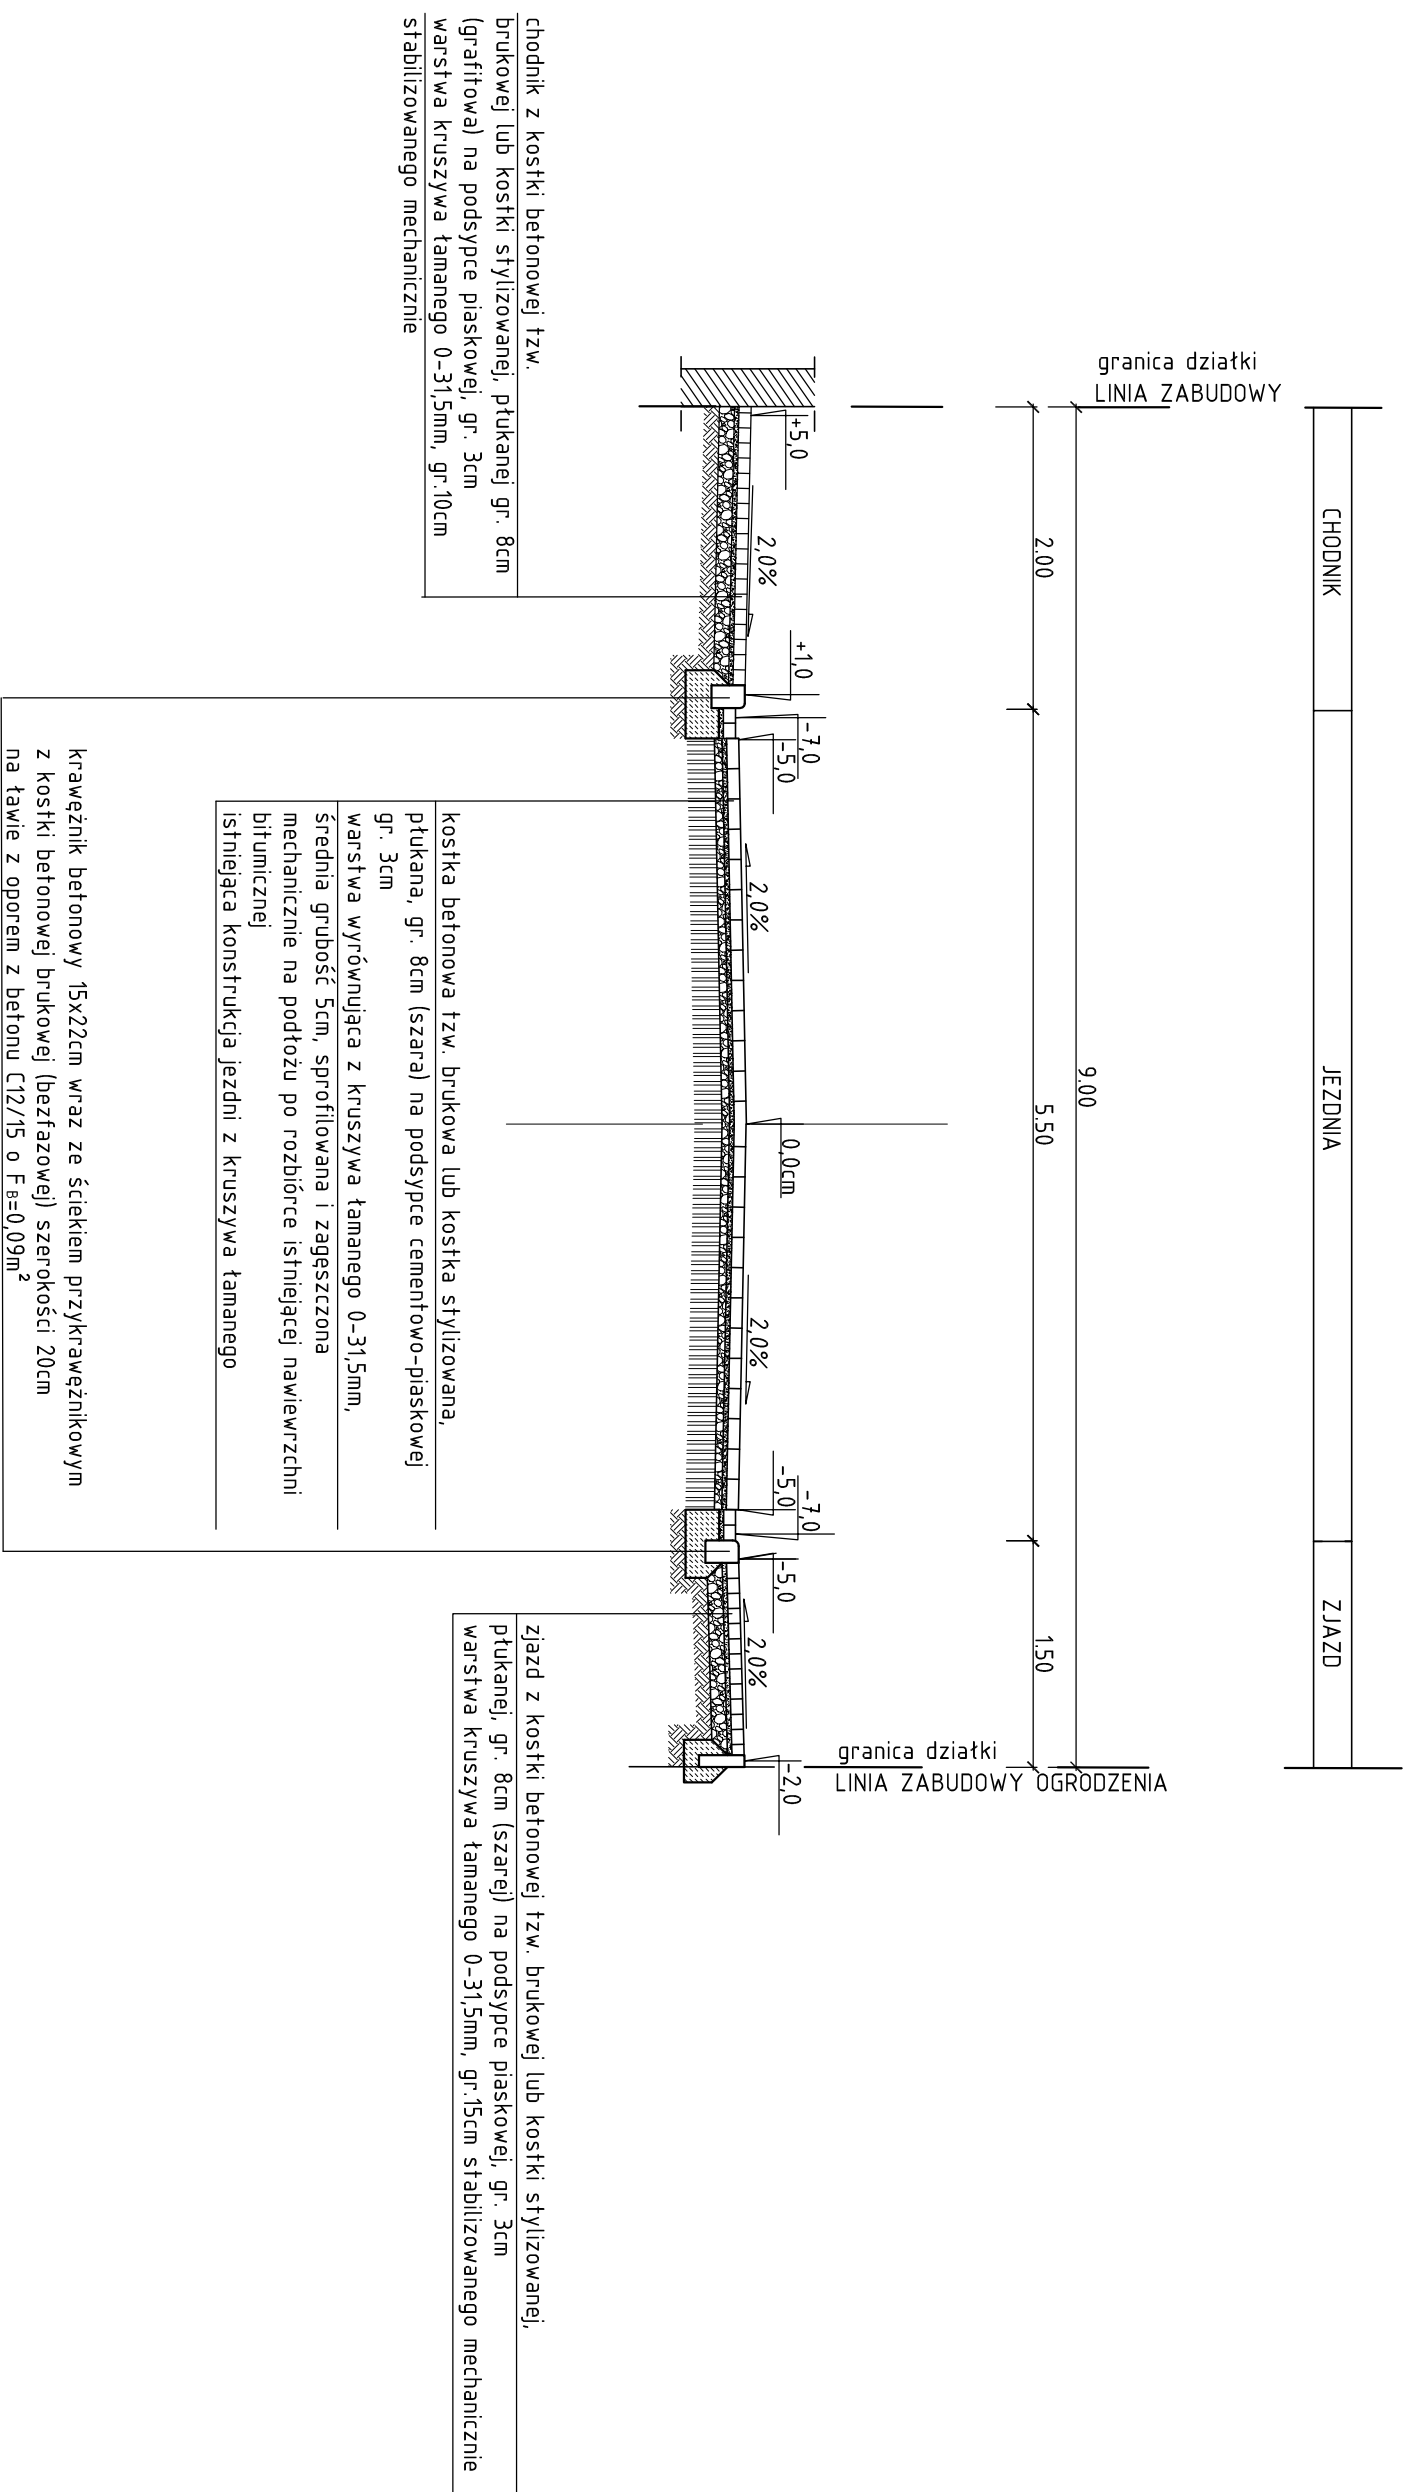 CHODNIK
JEZDNIA
ZJAZD
granica działki
LINIA ZABUDOWY
9.00
2.00
5.50
1.50
granica działki
LINIA ZABUDOWY OGRODZENIA
+5,0
2,0%
+1,0
-7,0
-5,0
2,0%
0,0cm
2,0%
-5,0
-7,0
-5,0
2,0%
-2,0
chodnik z kostki betonowej tzw.
brukowej lub kostki stylizowanej, płukanej gr. 8cm
(grafitowa) na podsypce piaskowej, gr. 3cm
warstwa kruszywa łamanego 0-31,5mm, gr.10cm
stabilizowanego mechanicznie
kostka betonowa tzw. brukowa lub kostka stylizowana,
płukana, gr. 8cm (szara) na podsypce cementowo-piaskowej
gr. 3cm
warstwa wyrównująca z kruszywa łamanego 0-31,5mm,
średnia grubość 5cm, sprofilowana i zagęszczona
mechanicznie na podłożu po rozbiórce istniejącej nawiewrzchni
bitumicznej
istniejąca konstrukcja jezdni z kruszywa łamanego
krawężnik betonowy 15x22cm wraz ze ściekiem przykrawężnikowym
z kostki betonowej brukowej (bezfazowej) szerokości 20cm
na ławie z oporem z betonu C12/15 o FB=0,09m²
zjazd z kostki betonowej tzw. brukowej lub kostki stylizowanej,
płukanej, gr. 8cm (szarej) na podsypce piaskowej, gr. 3cm
warstwa kruszywa łamanego 0-31,5mm, gr.15cm stabilizowanego mechanicznie